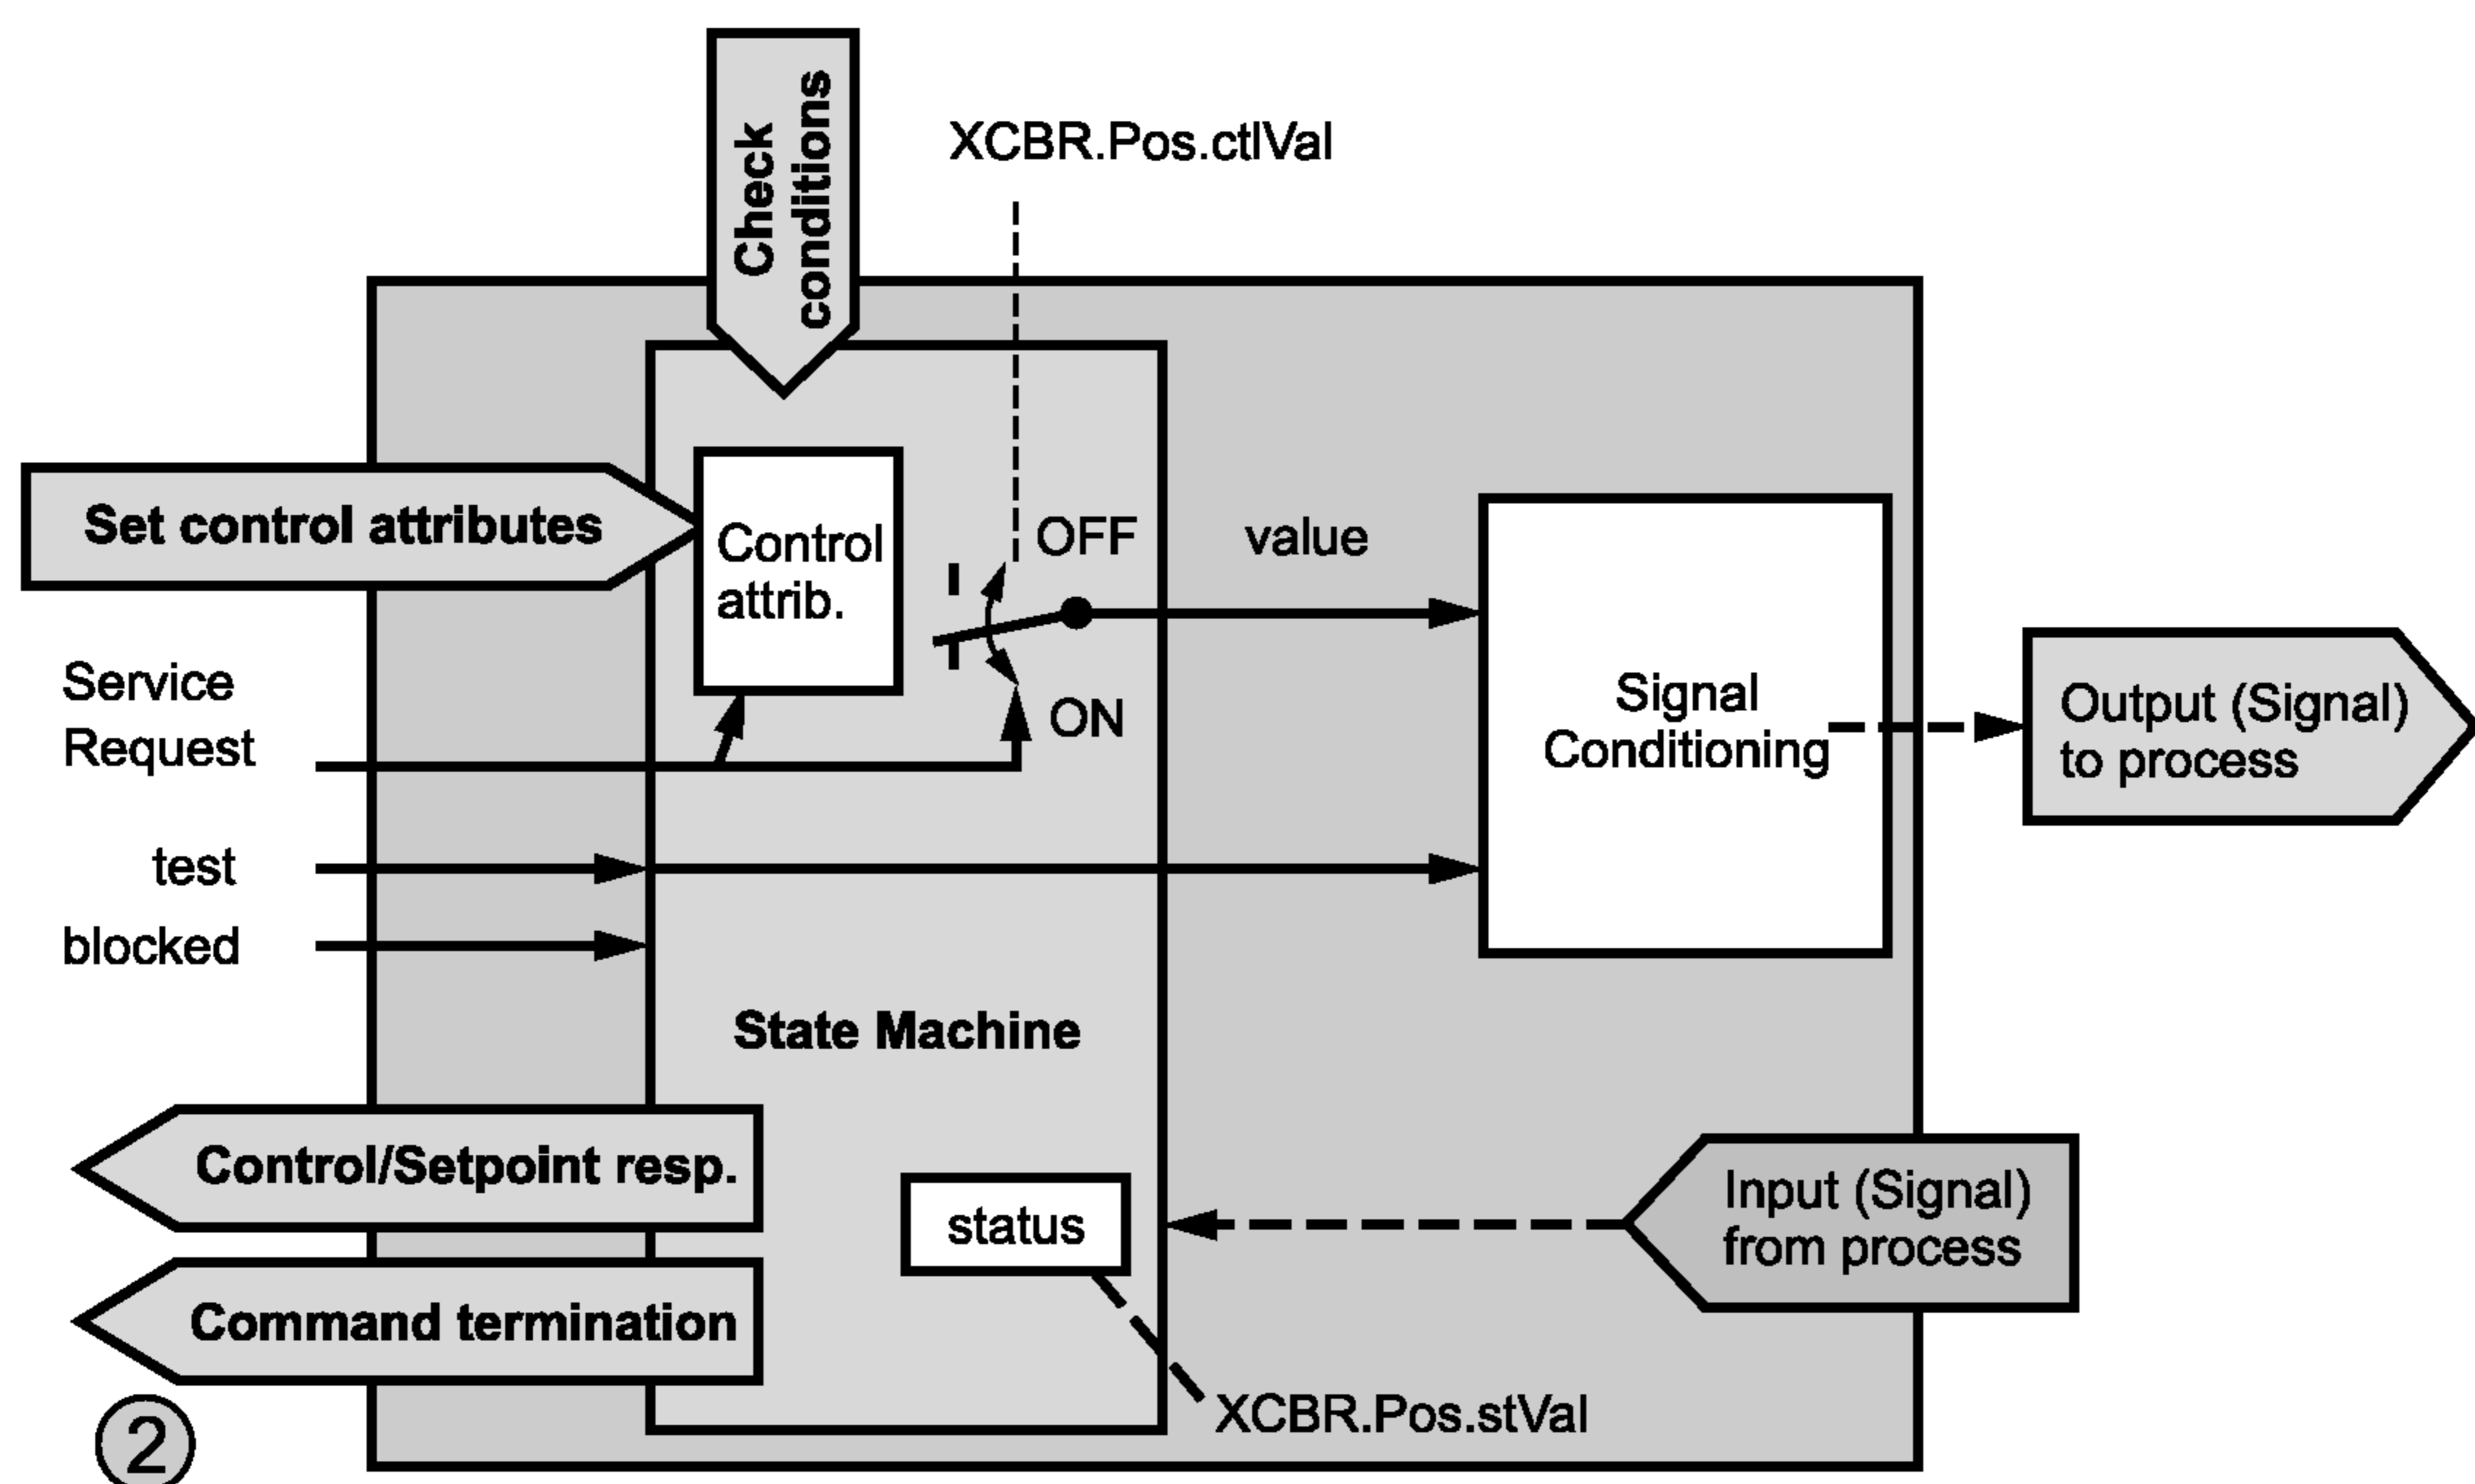 Check
conditions
XCBR.Pos.ctlVal
Set control attributes
Control
attrib.
OFF
value
Service
Request
ON
Signal
Conditioning
Output (Signal)
to process
test
blocked
State Machine
Control/Setpoint resp.
status
Input (Signal)
from process
Command termination
XCBR.Pos.stVal
2